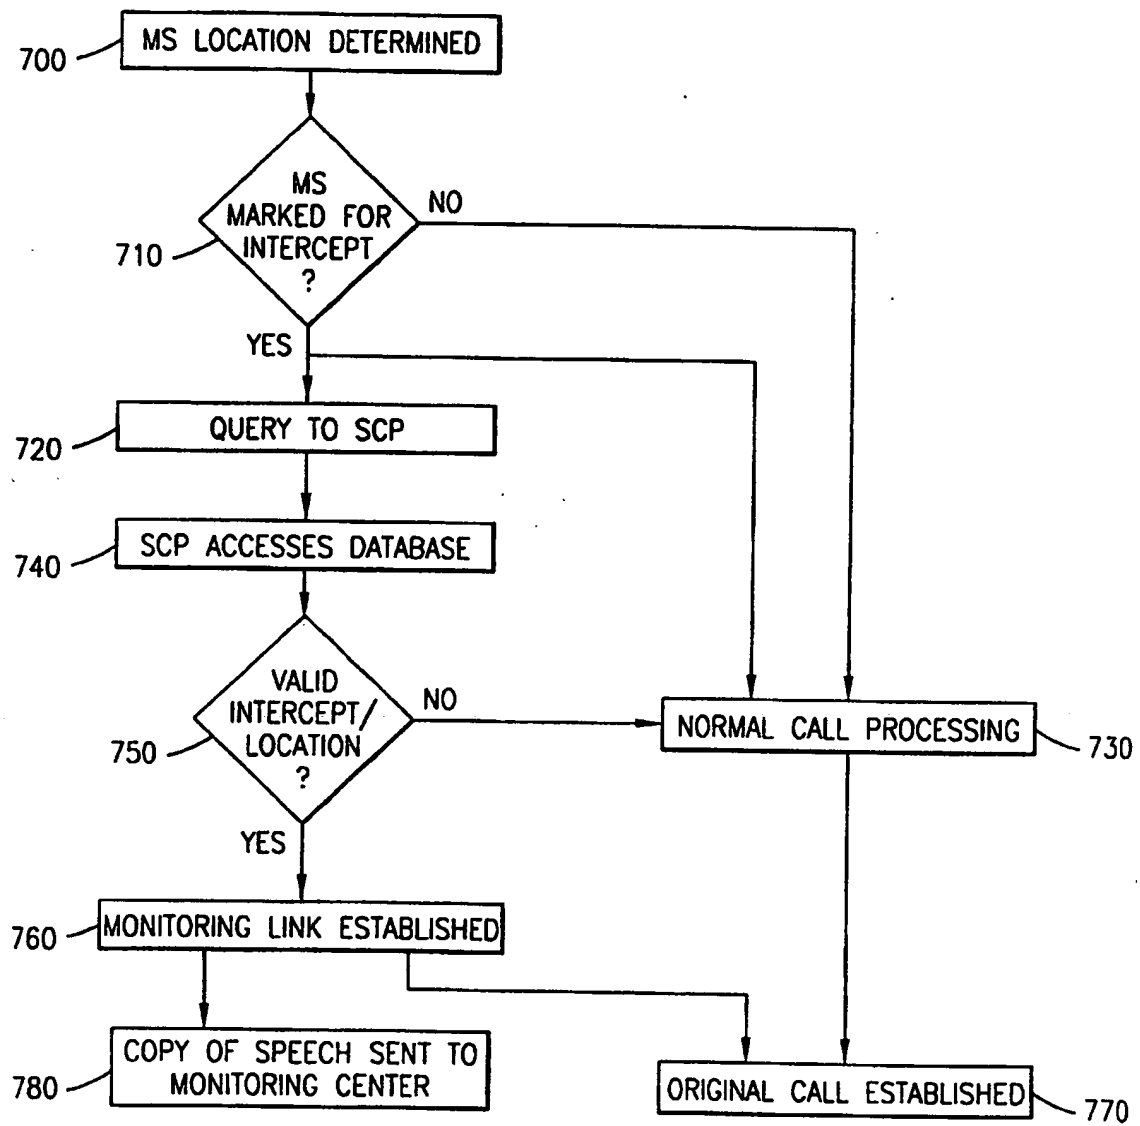 700
MS LOCATION DETERMINED
MS
MARKED FOR
INTERCEPT
?
710
NO
YES
720
QUERY TO SCP
740
SCP ACCESSES DATABASE
VALID
INTERCEPT/
LOCATION
?
750
NO
NORMAL CALL PROCESSING
730
YES
760
MONITORING LINK ESTABLISHED
780
COPY OF SPEECH SENT TO
MONITORING CENTER
ORIGINAL CALL ESTABLISHED
770